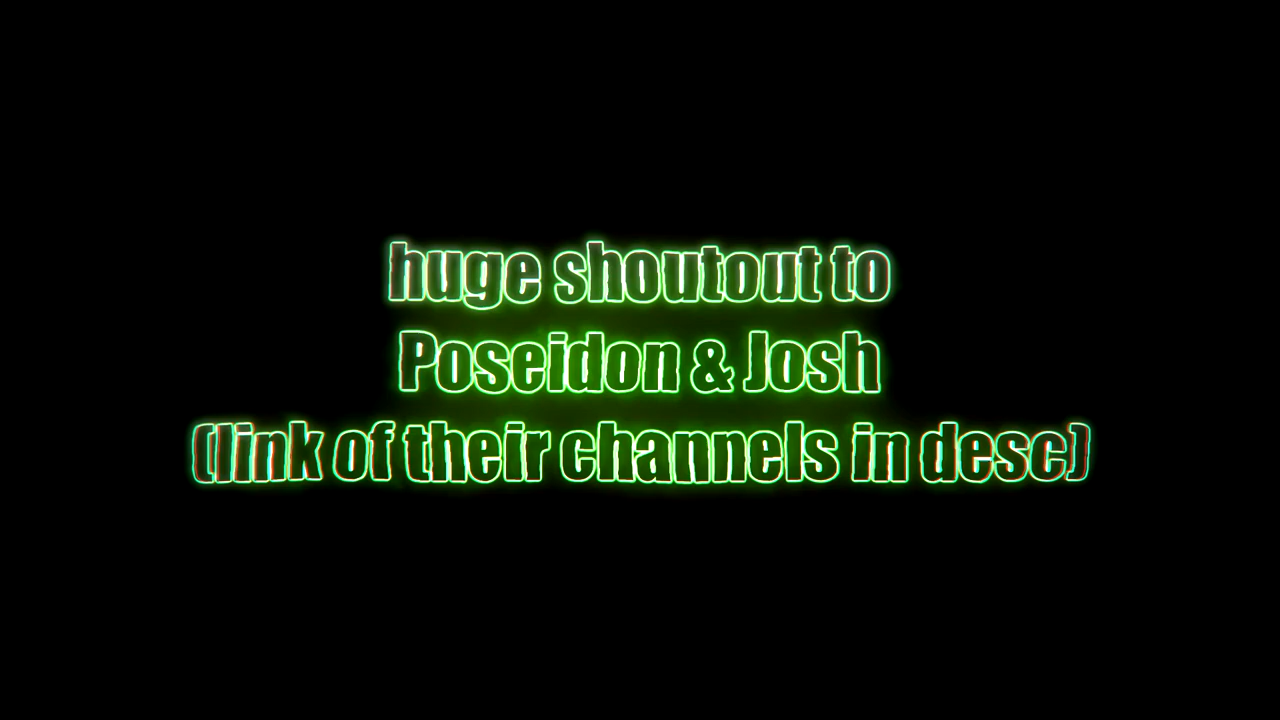 huge shoutout to
Poseidon & Josh
(link of their channels in desc)